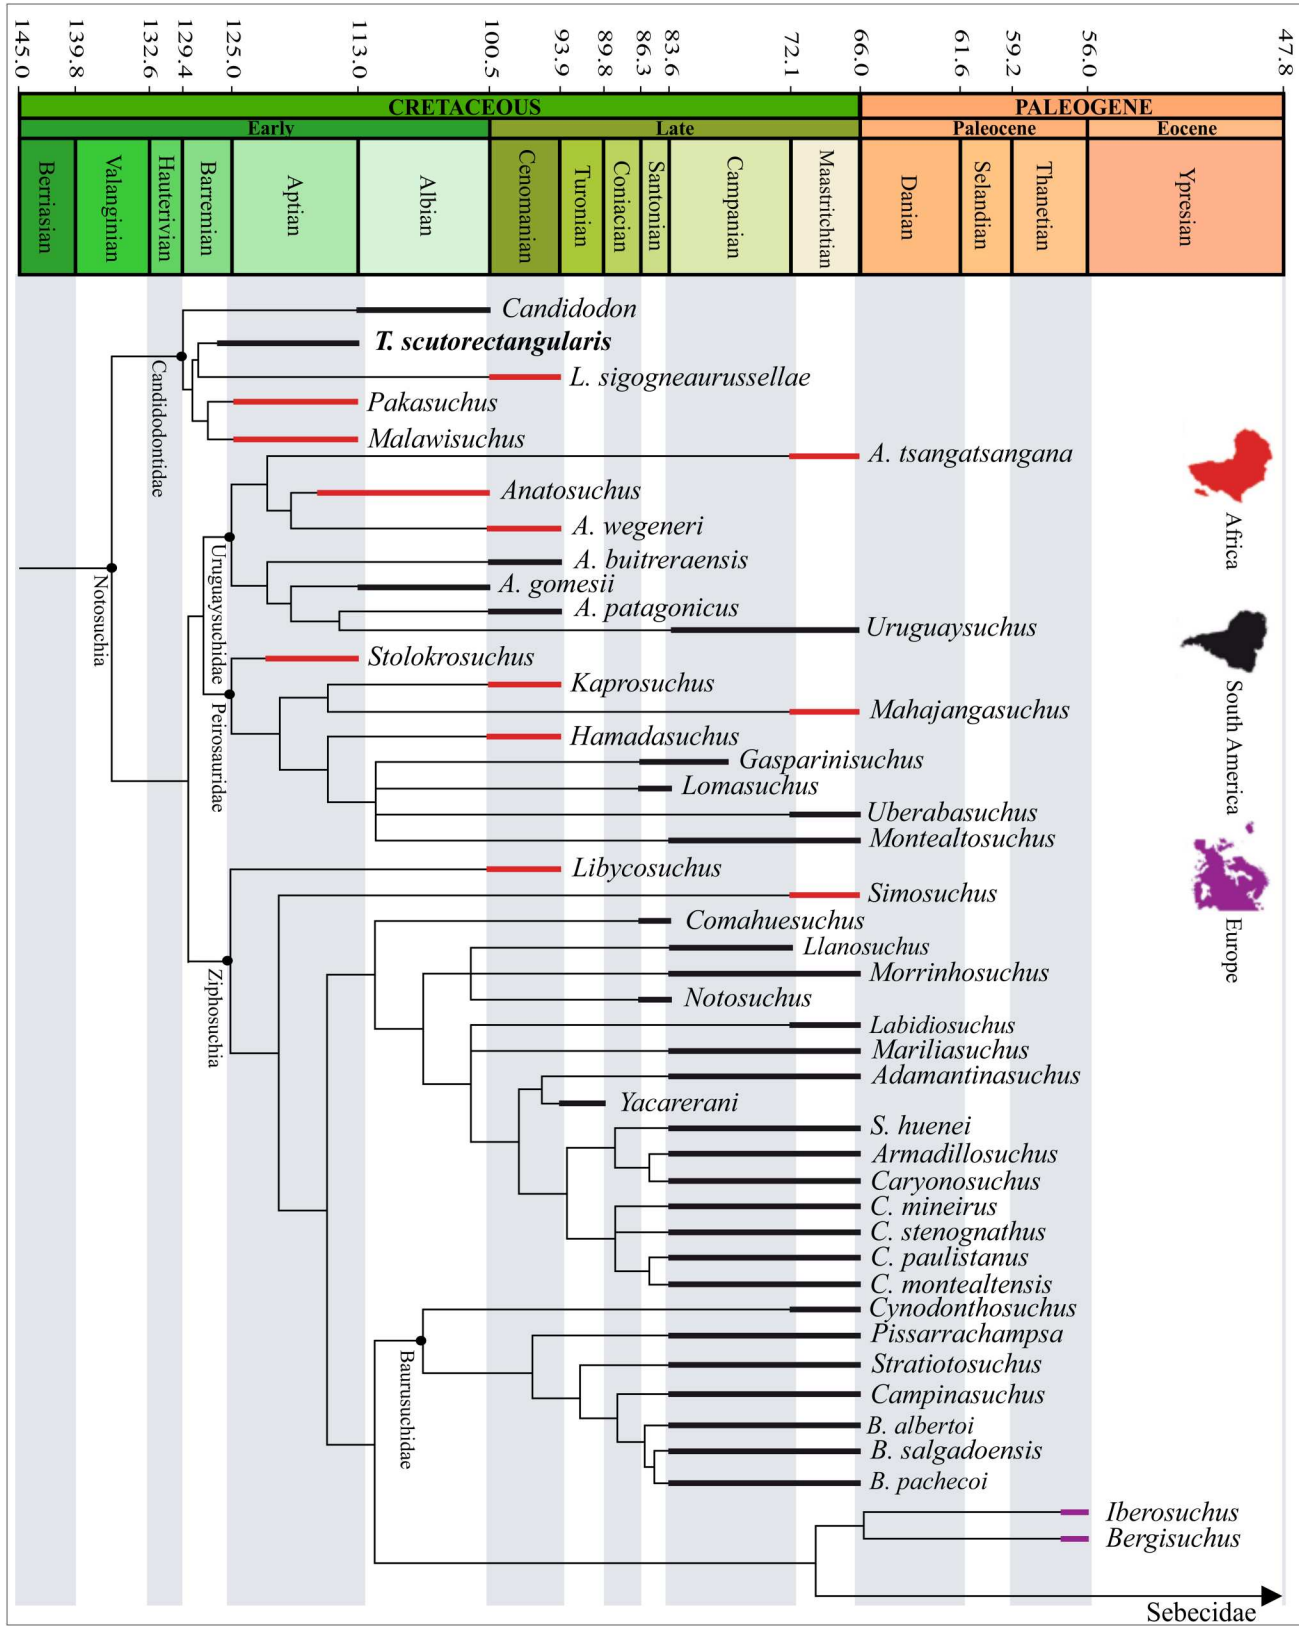 145.0
139.8
132.6
129.4
125.0
113.0
100.5
93.9
89.8
86.3
83.6
72.1
66.0
61.6
59.2
56.0
47.8
CRETACEOUS
PALEOGENE
Early
Late
Paleocene
Eocene
Berriasian
Valanginian
Hauterivian
Barremian
Aptian
Albian
Cenomanian
Turonian
Coniacian
Santonian
Campanian
Maastritchtian
Danian
Selandian
Thanetian
Ypresian
Candidodon
T. scutorectangularis
L. sigogneaurussellae
Pakasuchus
Malawisuchus
Candidodontidae
A. tsangatsangana
Anatosuchus
A. wegeneri
A. buitreraensis
A. gomesii
A. patagonicus
Uruguaysuchus
Uruguaysuchidae
Notosuchia
Stolokrosuchus
Kaprosuchus
Mahajangasuchus
Hamadasuchus
Gasparinisuchus
Lomasuchus
Uberabasuchus
Montealtosuchus
Peirosauridae
Libycosuchus
Simosuchus
Comahuesuchus
Llanosuchus
Morrinhosuchus
Notosuchus
Ziphosuchia
Labidiosuchus
Mariliasuchus
Adamantinasuchus
Yacarerani
S. huenei
Armadillosuchus
Caryonosuchus
C. mineirus
C. stenognathus
C. paulistanus
C. montealtensis
Cynodonthosuchus
Pissarrachampsa
Stratiotosuchus
Campinasuchus
B. albertoi
B. salgadoensis
B. pachecoi
Baurusuchidae
Iberosuchus
Bergisuchus
Sebecidae
Africa
South America
Europe